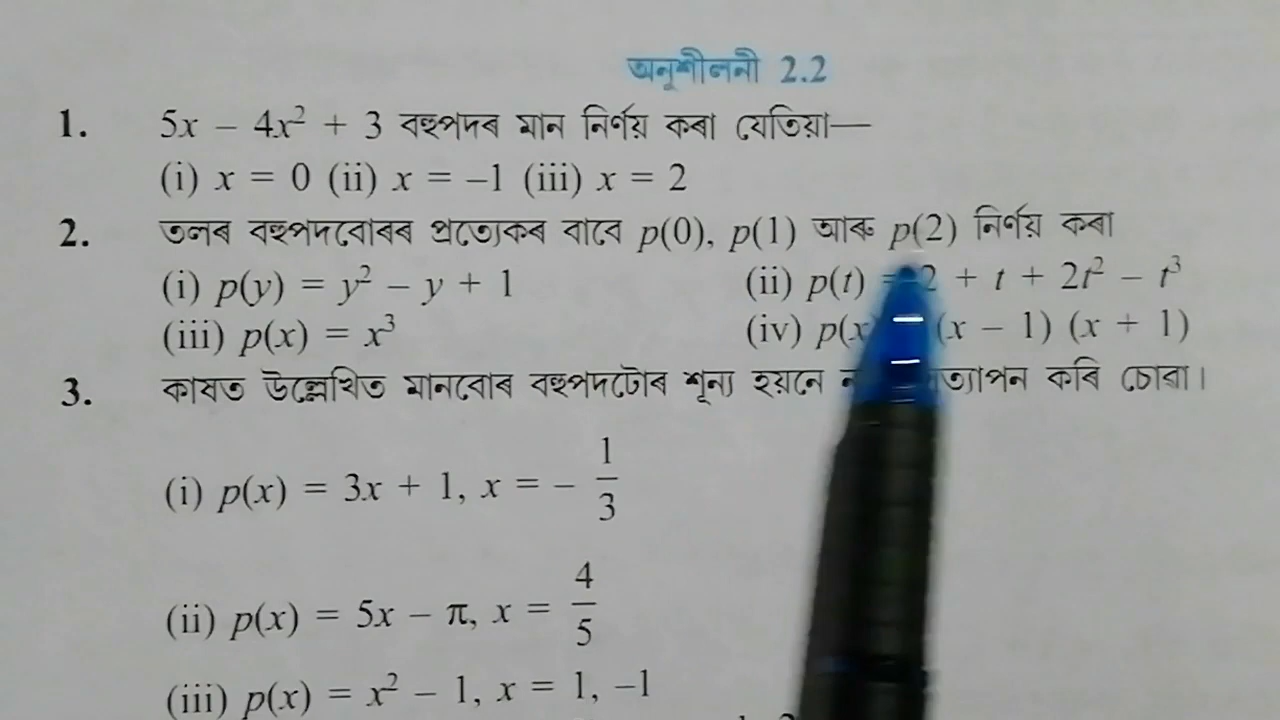 অনুশীলনী 2.2
1. 5x – 4x² + 3 বহুপদৰ মান নিৰ্ণয় কৰা যেতিয়া—
(i) x = 0 (ii) x = –1 (iii) x = 2
2. তলৰ বহুপদবোৰৰ প্ৰত্যেকৰ বাবে p(0), p(1) আৰু p(2) নিৰ্ণয় কৰা
(i) p(y) = y² – y + 1 (ii) p(t) = 2 + t + 2t² – t³
(iii) p(x) = x³ (iv) p(x) (x – 1) (x + 1)
3. কাষত উল্লেখিত মানবোৰ বহুপদটোৰ শূন্য হয়নে কৰি চোৱা।
(i) p(x) = 3x + 1, x = – 1/3
(ii) p(x) = 5x – π, x = 4/5
(iii) p(x) = x² – 1, x = 1, –1